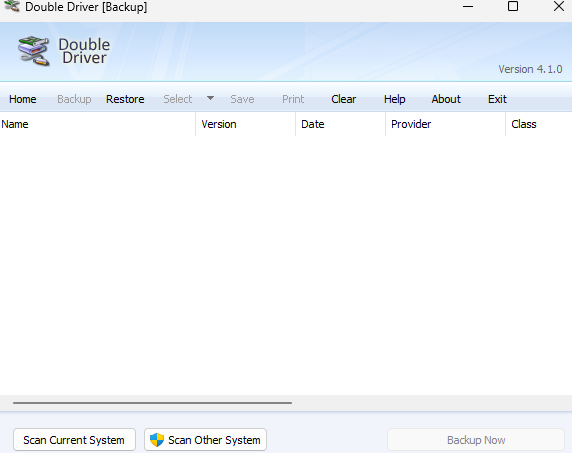 Double Driver [Backup]
Double
Driver
Version 4.1.0
Home Backup Restore Select Save Print Clear Help About Exit
Name Version Date Provider Class
Scan Current System Scan Other System Backup Now